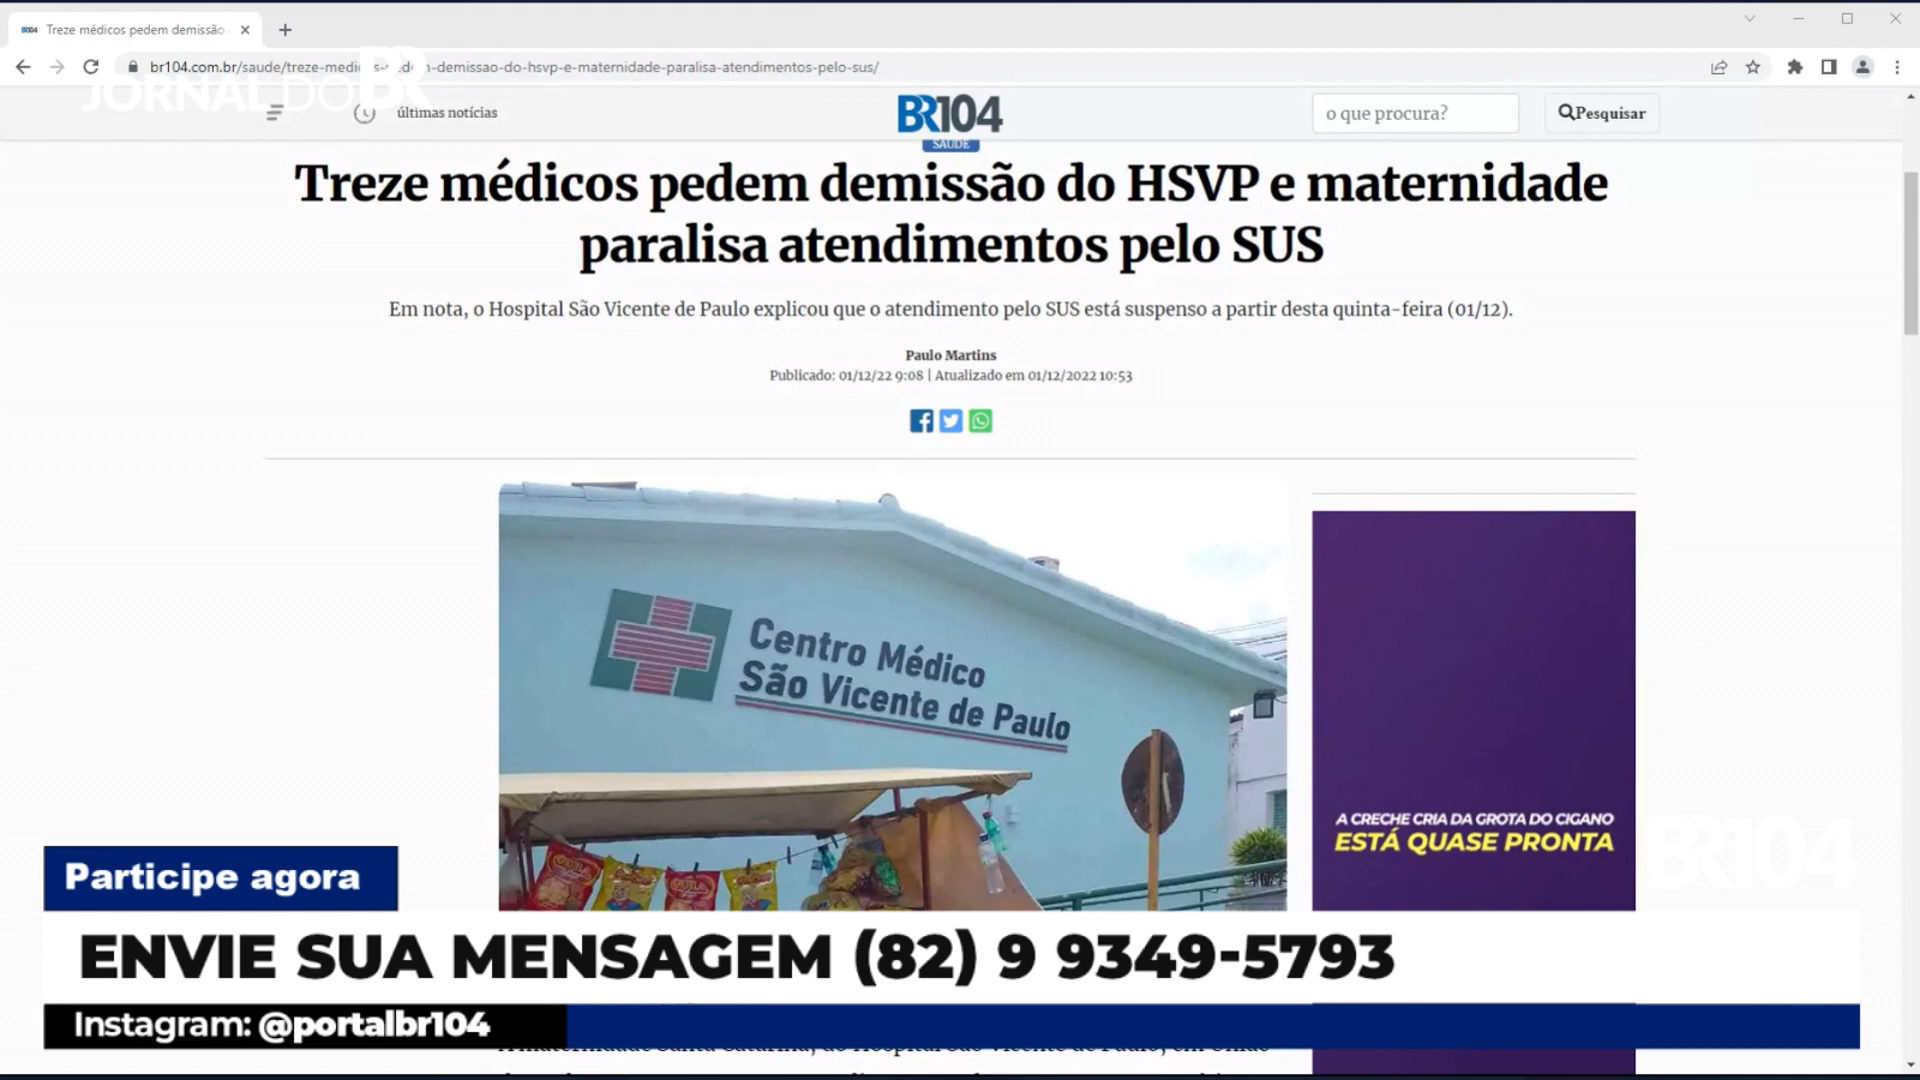 Treze médicos pedem demissão
br104.com.br/saude/treze-medicos-pedem-demissao-do-hsvp-e-maternidade-paralisa-atendimentos-pelo-sus/
JORNAL DO BR
últimas notícias
BR104
o que procura?
Pesquisar
SAÚDE
Treze médicos pedem demissão do HSVP e maternidade
paralisa atendimentos pelo SUS
Em nota, o Hospital São Vicente de Paulo explicou que o atendimento pelo SUS está suspenso a partir desta quinta-feira (01/12).
Paulo Martins
Publicado: 01/12/22 9:08 | Atualizado em 01/12/2022 10:53
Centro Médico
São Vicente de Paulo
A CRECHE CRIA DA GROTA DO CIGANO
ESTÁ QUASE PRONTA
BR104
Participe agora
ENVIE SUA MENSAGEM (82) 9 9349-5793
Instagram: @portalbr104